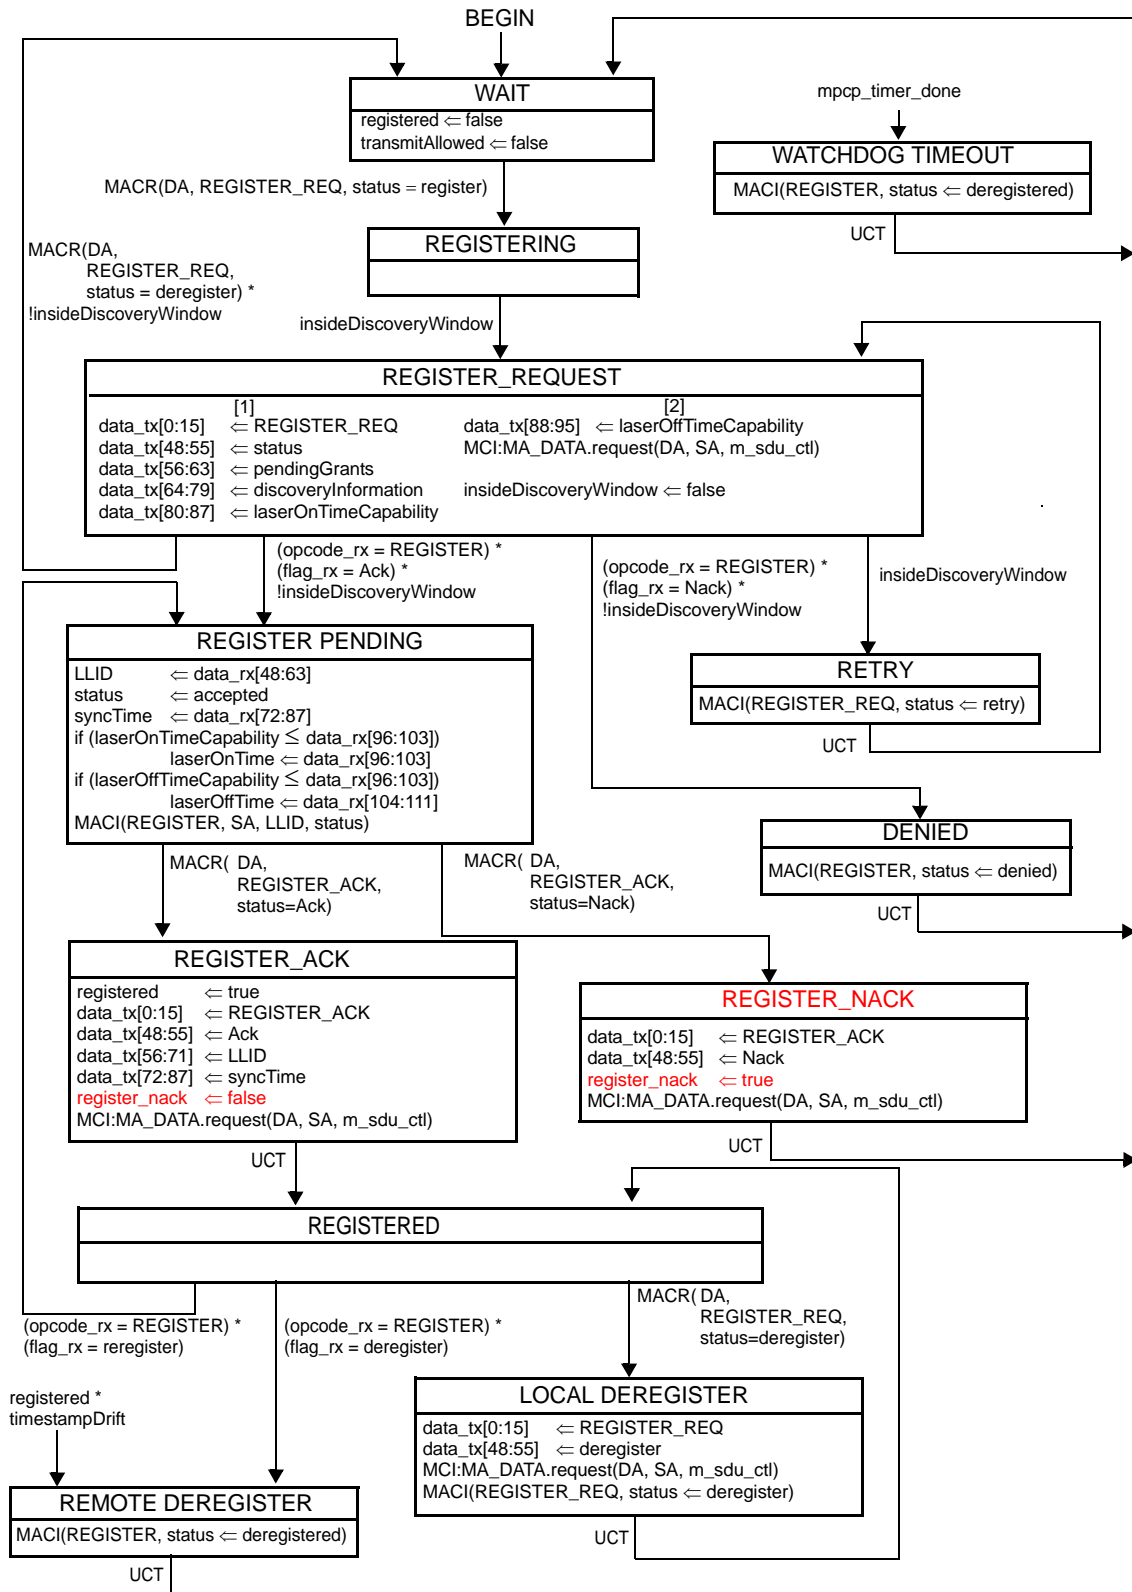 BEGIN
WAIT
registered ⇐ false
transmitAllowed ⇐ false
mpcp_timer_done
WATCHDOG TIMEOUT
MACI(REGISTER, status ⇐ deregistered)
UCT
MACR(DA, REGISTER_REQ, status = register)
REGISTERING
MACR(DA,
REGISTER_REQ,
status = deregister) *
!insideDiscoveryWindow
insideDiscoveryWindow
REGISTER_REQUEST
[1]
data_tx[0:15] ⇐ REGISTER_REQ
data_tx[48:55] ⇐ status
data_tx[56:63] ⇐ pendingGrants
data_tx[64:79] ⇐ discoveryInformation
data_tx[80:87] ⇐ laserOnTimeCapability
[2]
data_tx[88:95] ⇐ laserOffTimeCapability
MCI:MA_DATA.request(DA, SA, m_sdu_ctl)
insideDiscoveryWindow ⇐ false
(opcode_rx = REGISTER) *
(flag_rx = Ack) *
!insideDiscoveryWindow
(opcode_rx = REGISTER) *
(flag_rx = Nack) *
!insideDiscoveryWindow
insideDiscoveryWindow
REGISTER PENDING
LLID ⇐ data_rx[48:63]
status ⇐ accepted
syncTime ⇐ data_rx[72:87]
if (laserOnTimeCapability ≤ data_rx[96:103])
laserOnTime ⇐ data_rx[96:103]
if (laserOffTimeCapability ≤ data_rx[96:103])
laserOffTime ⇐ data_rx[104:111]
MACI(REGISTER, SA, LLID, status)
RETRY
MACI(REGISTER_REQ, status ⇐ retry)
UCT
DENIED
MACI(REGISTER, status ⇐ denied)
UCT
MACR( DA,
REGISTER_ACK,
status=Ack)
MACR( DA,
REGISTER_ACK,
status=Nack)
REGISTER_ACK
registered ⇐ true
data_tx[0:15] ⇐ REGISTER_ACK
data_tx[48:55] ⇐ Ack
data_tx[56:71] ⇐ LLID
data_tx[72:87] ⇐ syncTime
register_nack ⇐ false
MCI:MA_DATA.request(DA, SA, m_sdu_ctl)
UCT
REGISTER_NACK
data_tx[0:15] ⇐ REGISTER_ACK
data_tx[48:55] ⇐ Nack
register_nack ⇐ true
MCI:MA_DATA.request(DA, SA, m_sdu_ctl)
UCT
REGISTERED
(opcode_rx = REGISTER) *
(flag_rx = reregister)
(opcode_rx = REGISTER) *
(flag_rx = deregister)
MACR( DA,
REGISTER_REQ,
status=deregister)
registered *
timestampDrift
LOCAL DEREGISTER
data_tx[0:15] ⇐ REGISTER_REQ
data_tx[48:55] ⇐ deregister
MCI:MA_DATA.request(DA, SA, m_sdu_ctl)
MACI(REGISTER_REQ, status ⇐ deregister)
UCT
REMOTE DEREGISTER
MACI(REGISTER, status ⇐ deregistered)
UCT